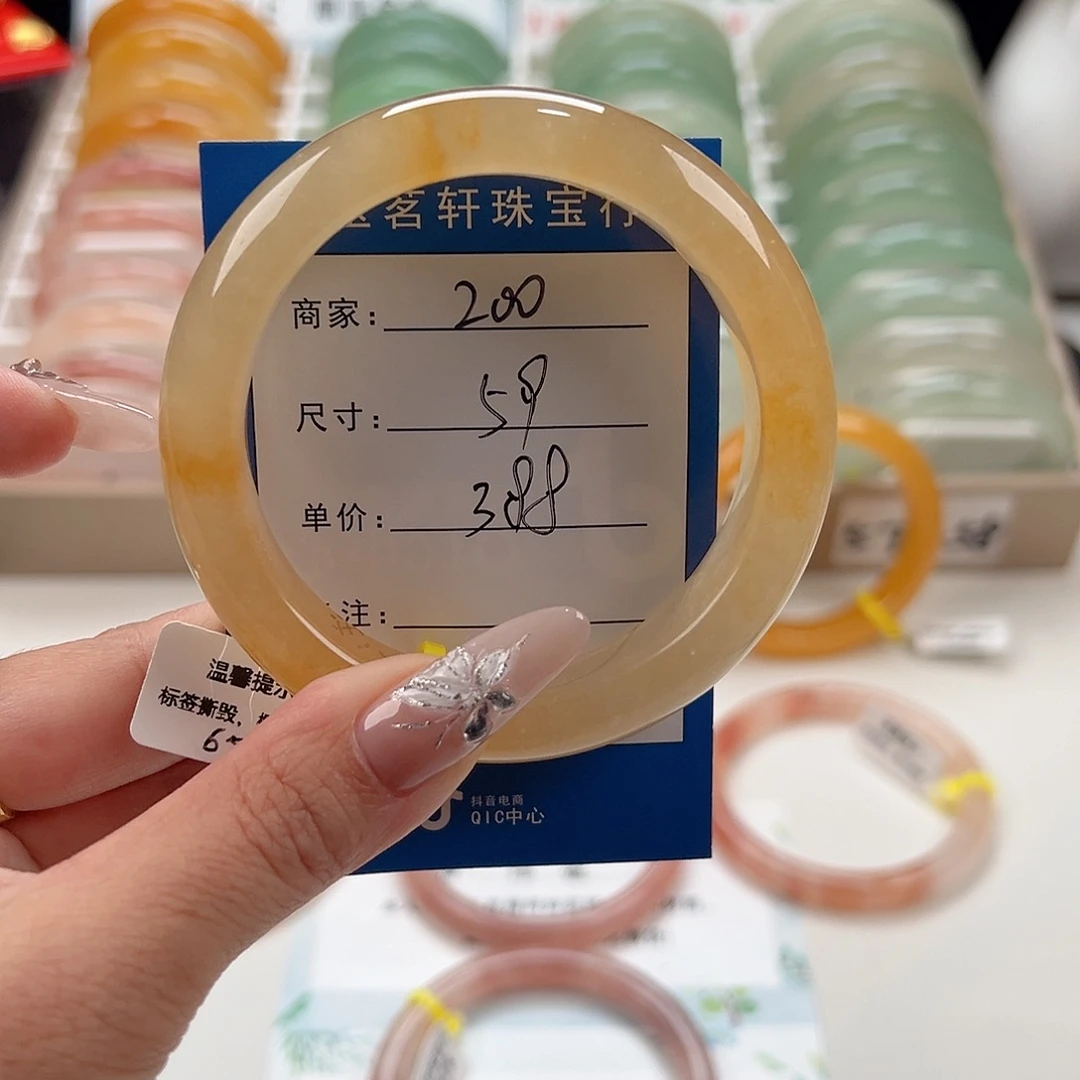 茗轩珠宝行
商家: 200
尺寸: 59
单价: 388
注:
温馨提示
标签撕毁,
抖音电商
QIC中心